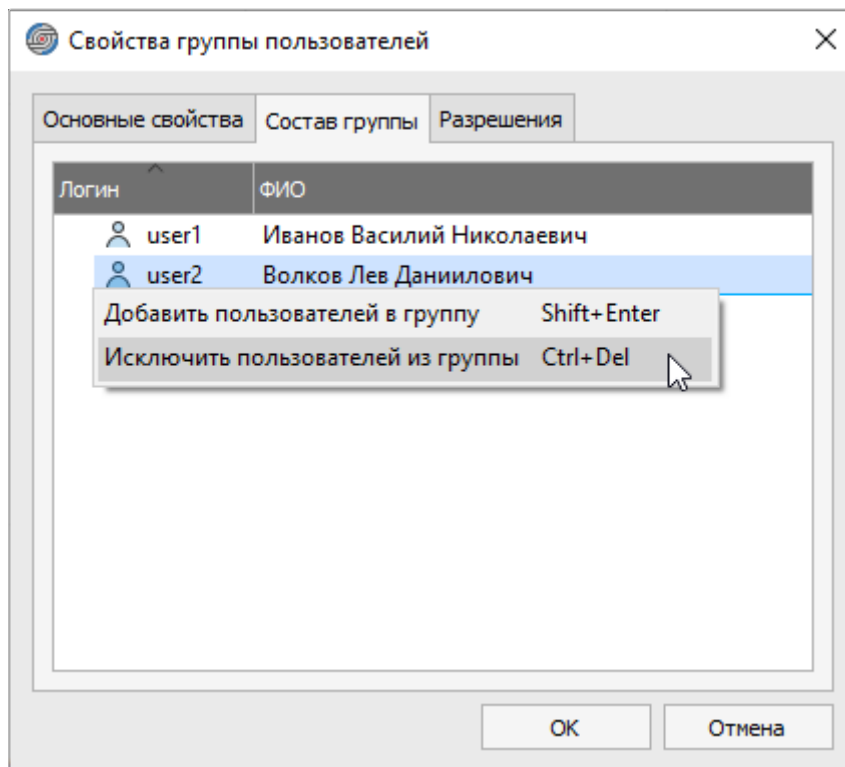 Свойства группы пользователей
Основные свойства Состав группы Разрешения
Логин ФИО
user1 Иванов Василий Николаевич
user2 Волков Лев Даниилович
Добавить пользователей в группу Shift+Enter
Исключить пользователей из группы Ctrl+Del
OK Отмена